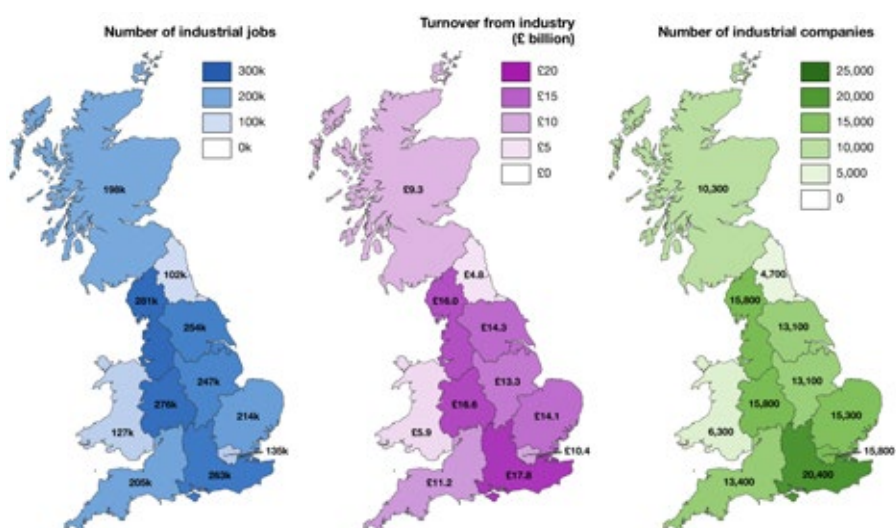 Number of industrial jobs
300k
200k
100k
0k
198k
102k
281k
254k
247k
276k
214k
127k
135k
205k
263k
Turnover from industry
(£ billion)
£20
£15
£10
£5
£0
£9.3
£4.8
£16.0
£14.3
£13.3
£16.6
£14.1
£5.9
£10.4
£11.2
£17.8
Number of industrial companies
25,000
20,000
15,000
10,000
5,000
0
10,300
4,700
15,800
13,100
13,100
15,800
15,300
6,300
15,800
13,400
20,400